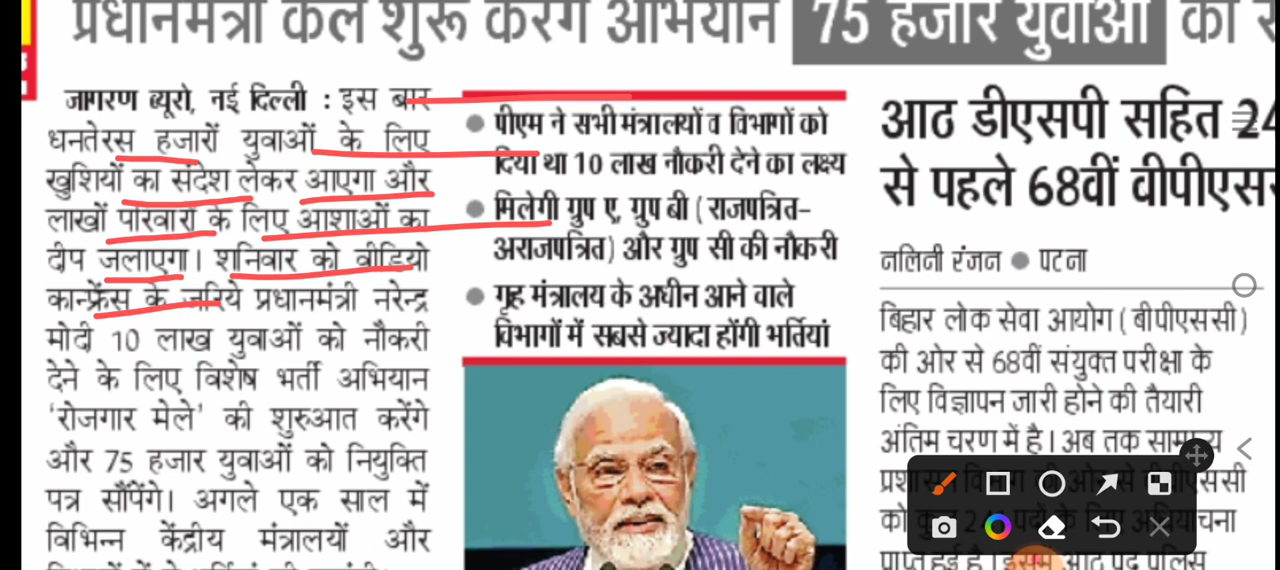 प्रधानमंत्री कल शुरू करेंगे अभियान 75 हजार युवाओं को
जागरण ब्यूरो, नई दिल्ली : इस बार
धनतेरस हजारों युवाओं के लिए
खुशियों का संदेश लेकर आएगा और
लाखों परिवारों के लिए आशाओं का
दीप जलाएगा। शनिवार को वीडियो
कान्फ्रेंस के जरिये प्रधानमंत्री नरेन्द्र
मोदी 10 लाख युवाओं को नौकरी
देने के लिए विशेष भर्ती अभियान
‘रोजगार मेले’ की शुरुआत करेंगे
और 75 हजार युवाओं को नियुक्ति
पत्र सौंपेंगे। अगले एक साल में
विभिन्न केंद्रीय मंत्रालयों और
● पीएम ने सभी मंत्रालयों व विभागों को
दिया था 10 लाख नौकरी देने का लक्ष्य
● मिलेगी ग्रुप ए, ग्रुप बी (राजपत्रित-
अराजपत्रित) और ग्रुप सी की नौकरी
● गृह मंत्रालय के अधीन आने वाले
विभागों में सबसे ज्यादा होंगी भर्तियां
आठ डीएसपी सहित
से पहले 68वीं
नलिनी रंजन ● पटना
बिहार लोक सेवा आयोग (बीपीएससी)
की ओर से 68वीं संयुक्त परीक्षा के
लिए विज्ञापन जारी होने की तैयारी
अंतिम चरण में है। अब तक सामान्य